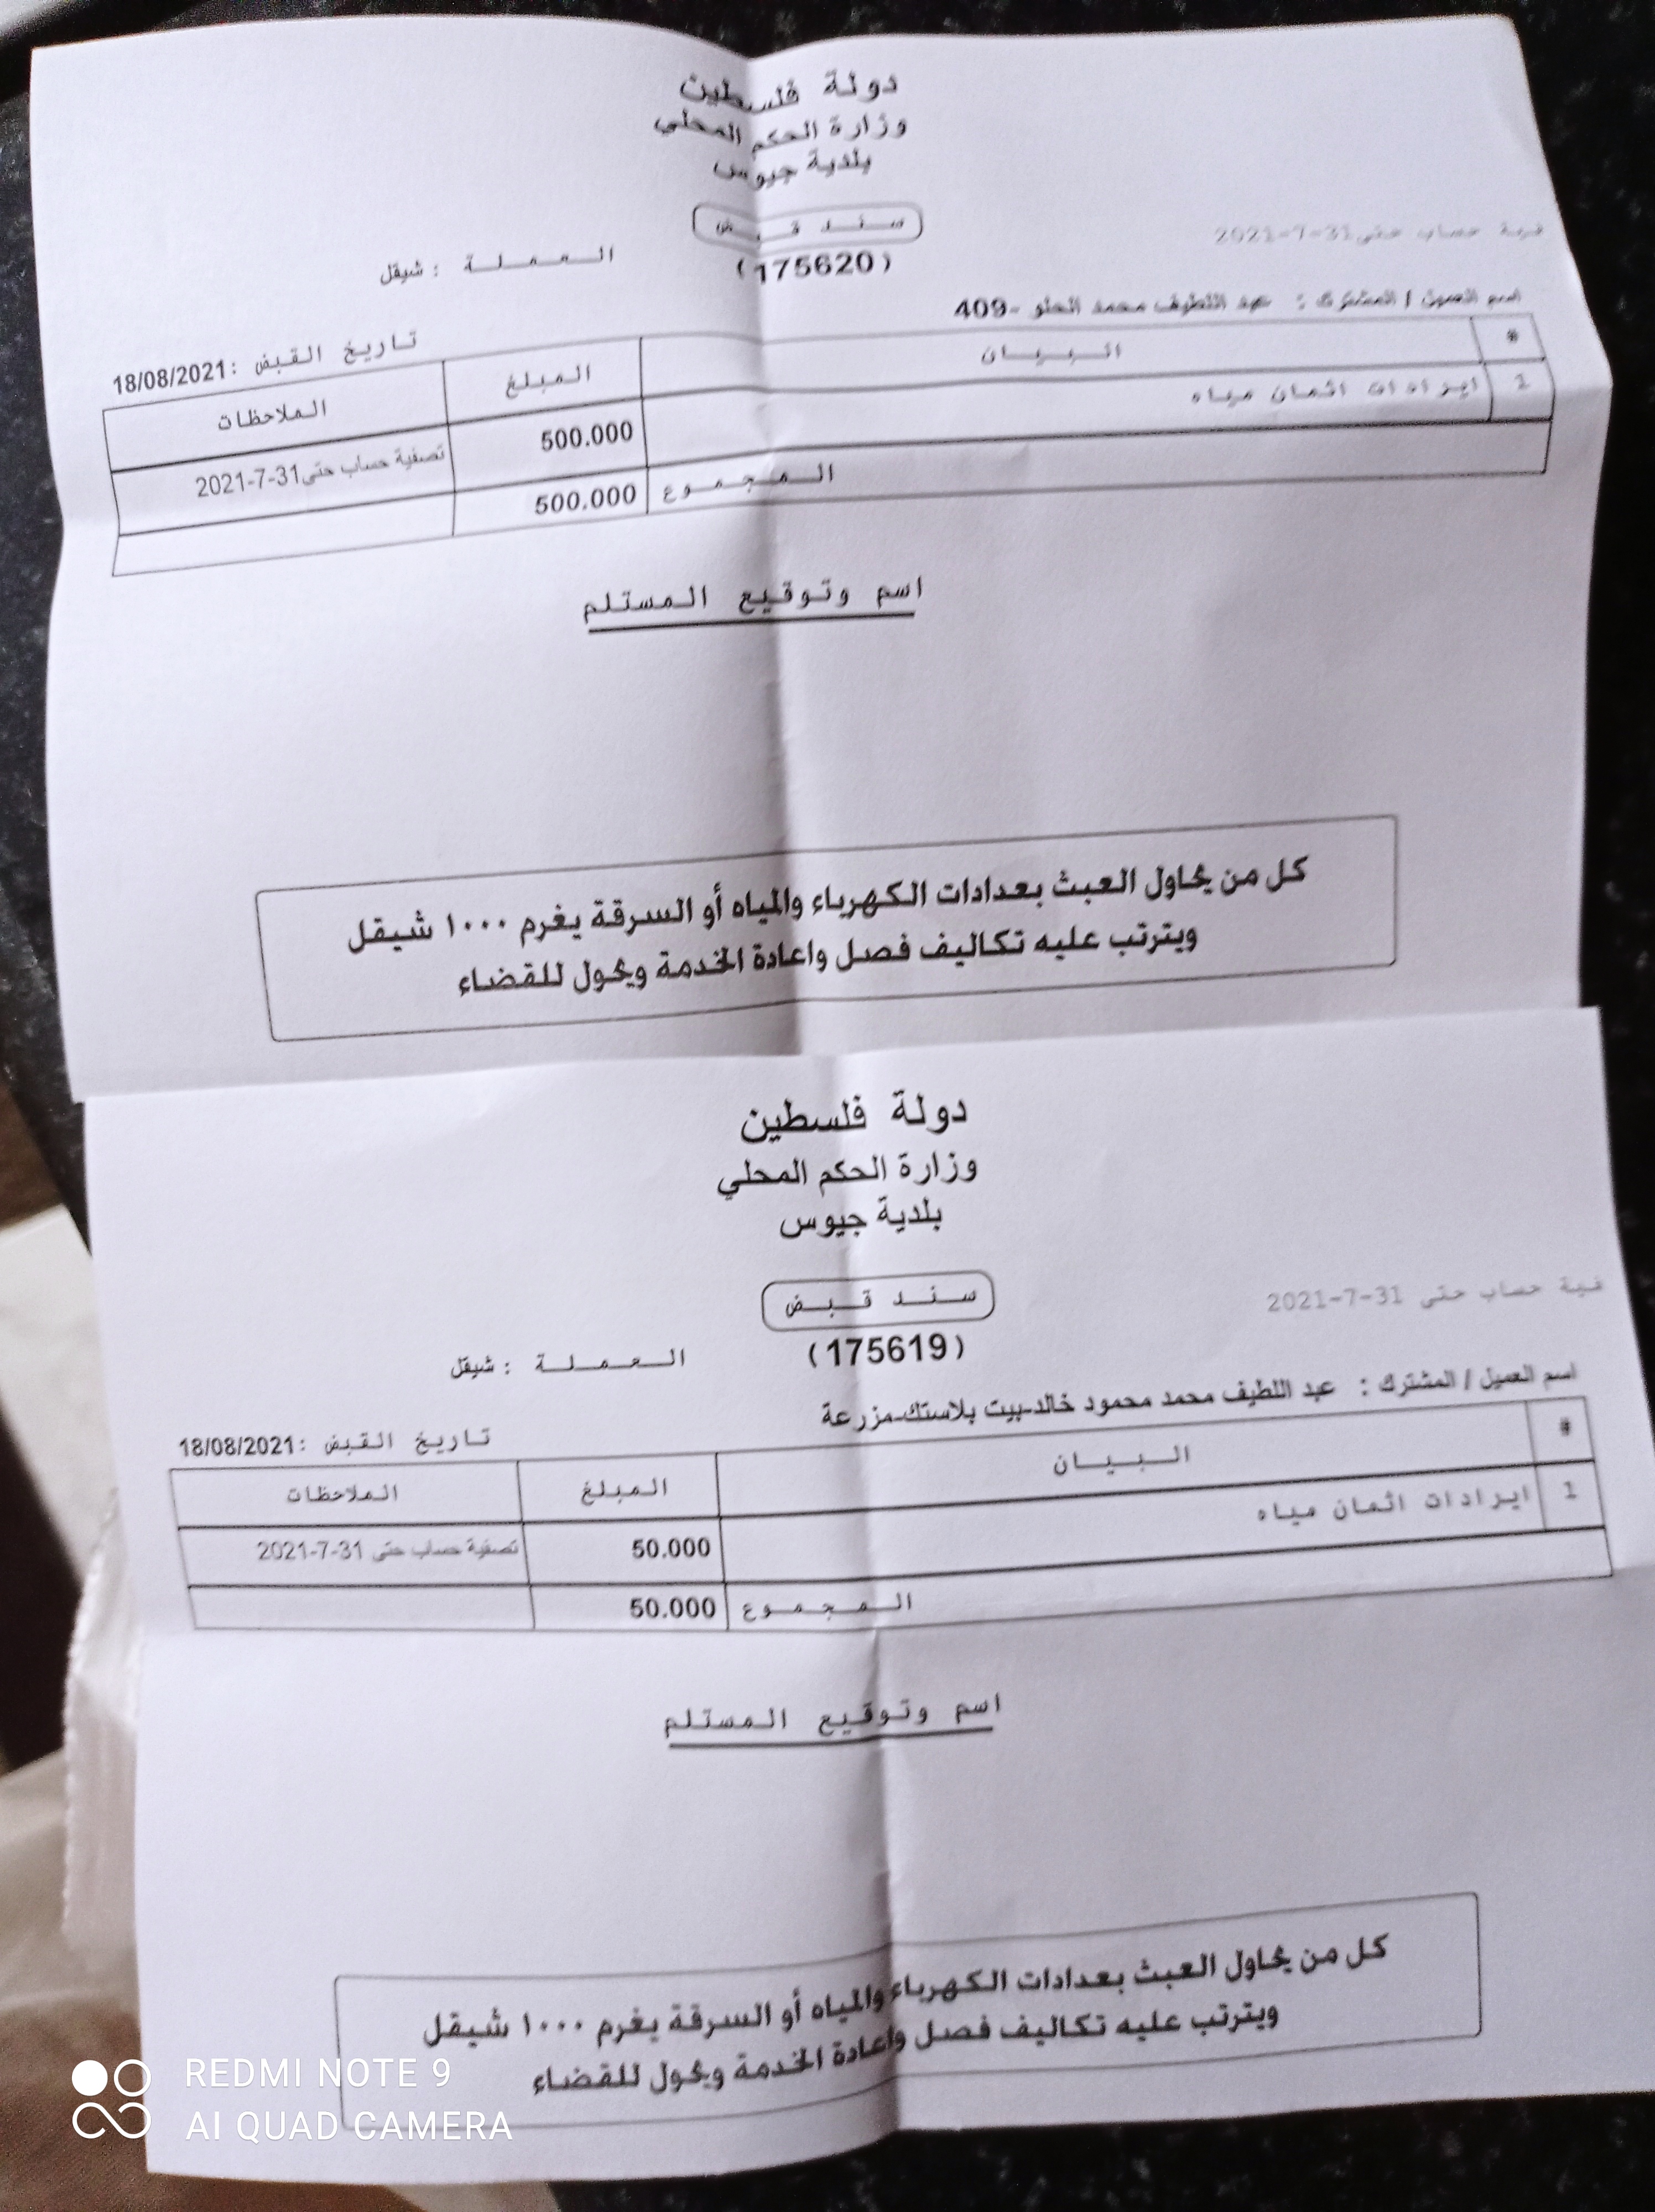 دولة فلسطين
وزارة الحكم المحلي
بلدية جيوس
سند قبض
(175620)
فية حساب حتى31-7-2021
العملة : شيقل
اسم العميل / المشترك : عبد اللطيف محمد الحلو -409
تاريخ القبض :18/08/2021
# البيان المبلغ الملاحظات
1 ايرادات اثمان مياه 500.000 تصفية حساب حتى31-7-2021
المجموع 500.000
اسم وتوقيع المستلم
كل من يحاول العبث بعدادات الكهرباء والمياه أو السرقة يغرم ١٠٠٠ شيقل
ويترتب عليه تكاليف فصل واعادة الخدمة ويحول للقضاء
دولة فلسطين
وزارة الحكم المحلي
بلدية جيوس
سند قبض
(175619)
فية حساب حتى 31-7-2021
العملة : شيقل
اسم العميل / المشترك : عبد اللطيف محمد محمود خالد-بيت بلاستك-مزرعة
تاريخ القبض :18/08/2021
# البيان المبلغ الملاحظات
1 ايرادات اثمان مياه 50.000 تصفية حساب حتى 31-7-2021
المجموع 50.000
اسم وتوقيع المستلم
كل من يحاول العبث بعدادات الكهرباء والمياه أو السرقة يغرم ١٠٠٠ شيقل
ويترتب عليه تكاليف فصل واعادة الخدمة ويحول للقضاء
REDMI NOTE 9
AI QUAD CAMERA